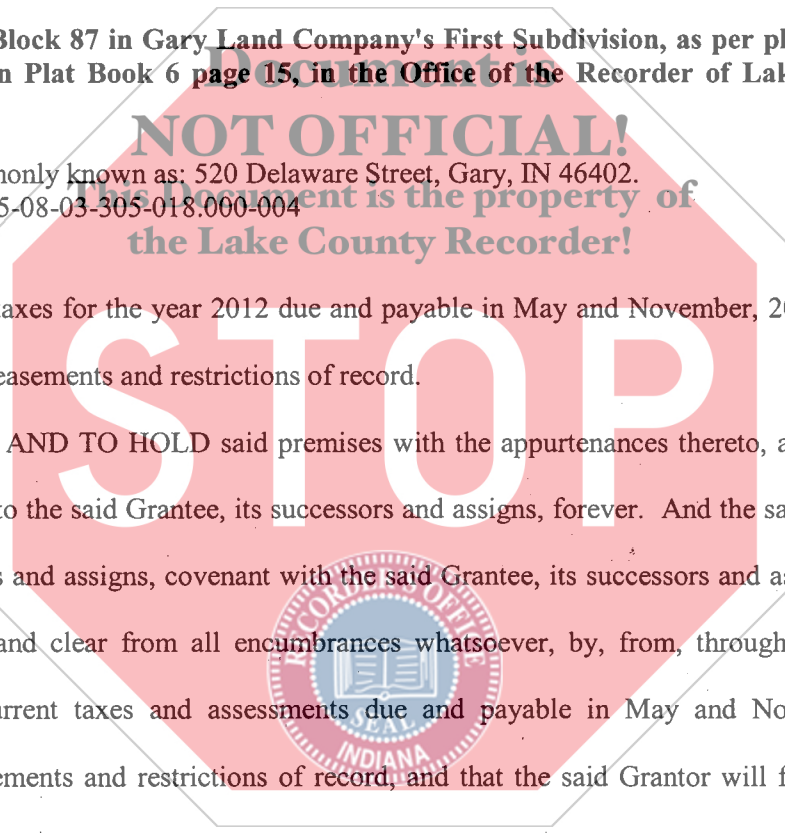 Block 87 in Gary Land Company's First Subdivision, as per pl
n Plat Book 6 page 15, in the Office of the Recorder of Lak
Document is
NOT OFFICIAL!
nonly known as: 520 Delaware Street, Gary, IN 46402.
This Document is the property of
5-08-03-305-018.000-004
the Lake County Recorder!
taxes for the year 2012 due and payable in May and November, 20
easements and restrictions of record.
STOP
AND TO HOLD said premises with the appurtenances thereto, a
to the said Grantee, its successors and assigns, forever. And the sa
s and assigns, covenant with the said Grantee, its successors and as
and clear from all encumbrances whatsoever, by, from, through
urrent taxes and assessments due and payable in May and No
ements and restrictions of record, and that the said Grantor will f
RECORDER'S OFFICE
SEAL
INDIANA